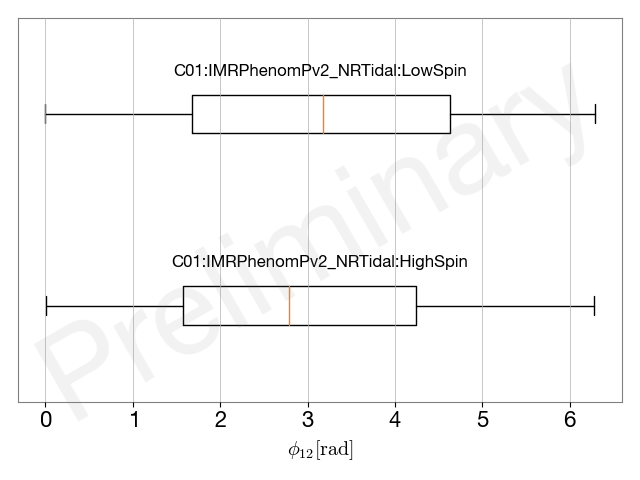 C01:IMRPhenomPv2_NRTidal:LowSpin
Preliminary
C01:IMRPhenomPv2_NRTidal:HighSpin
0 1 2 3 4 5 6
ϕ₁₂[rad]